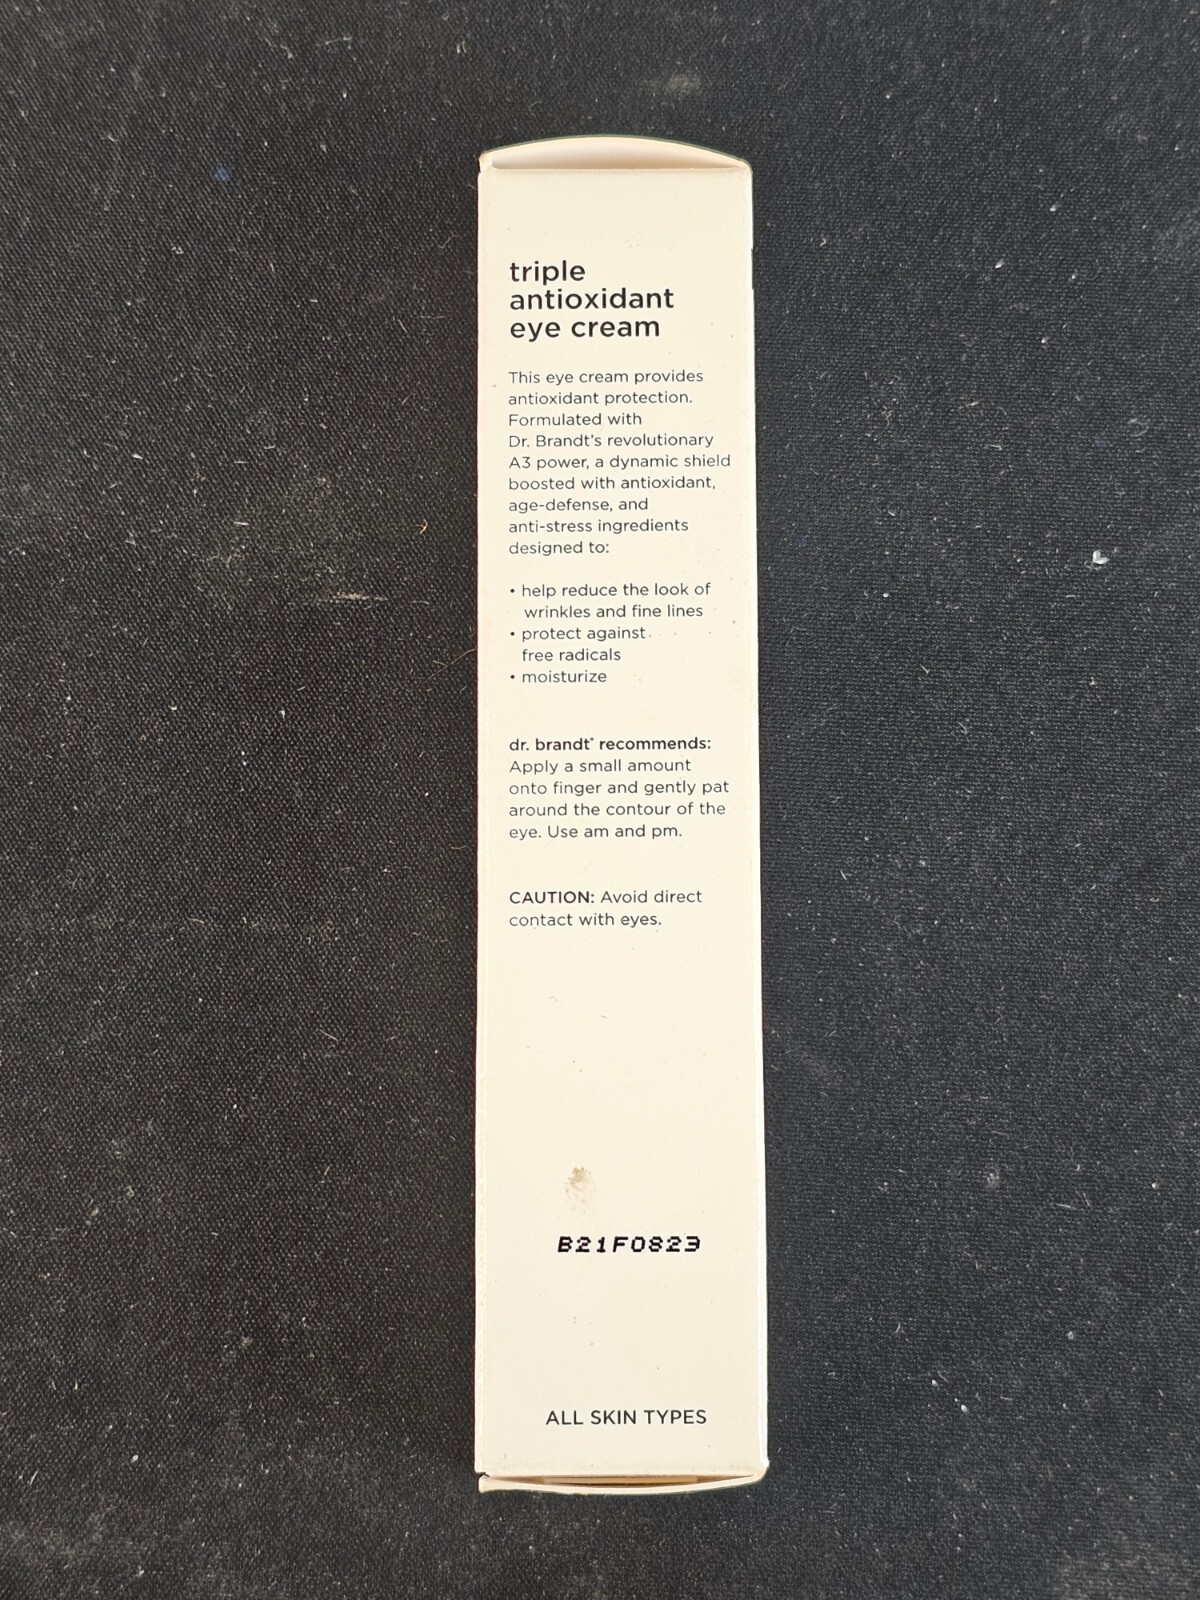 triple
antioxidant
eye cream
This eye cream provides
antioxidant protection.
Formulated with
Dr. Brandt's revolutionary
A3 power, a dynamic shield
boosted with antioxidant,
age-defense, and
anti-stress ingredients
designed to:
• help reduce the look of
wrinkles and fine lines
• protect against
free radicals
• moisturize
dr. brandt® recommends:
Apply a small amount
onto finger and gently pat
around the contour of the
eye. Use am and pm.
CAUTION: Avoid direct
contact with eyes.
B21F0823
ALL SKIN TYPES